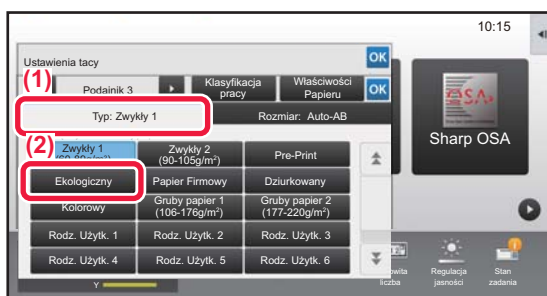 10:15
Ustawienia tacy
OK
(1)
Podajnik 3
Klasyfikacja pracy
Właściwości Papieru
OK
Typ: Zwykły 1
Rozmiar: Auto-AB
(2)
Zwykły 1
Zwykły 2
(90-105g/m²)
Pre-Print
Ekologiczny
Papier Firmowy
Dziurkowany
Kolorowy
Gruby papier 1
(106-176g/m²)
Gruby papier 2
(177-220g/m²)
Rodz. Użytk. 1
Rodz. Użytk. 2
Rodz. Użytk. 3
Rodz. Użytk. 4
Rodz. Użytk. 5
Rodz. Użytk. 6
Y
OSA
Sharp OSA
liczba
Regulacja
jasności
Stan
zadania